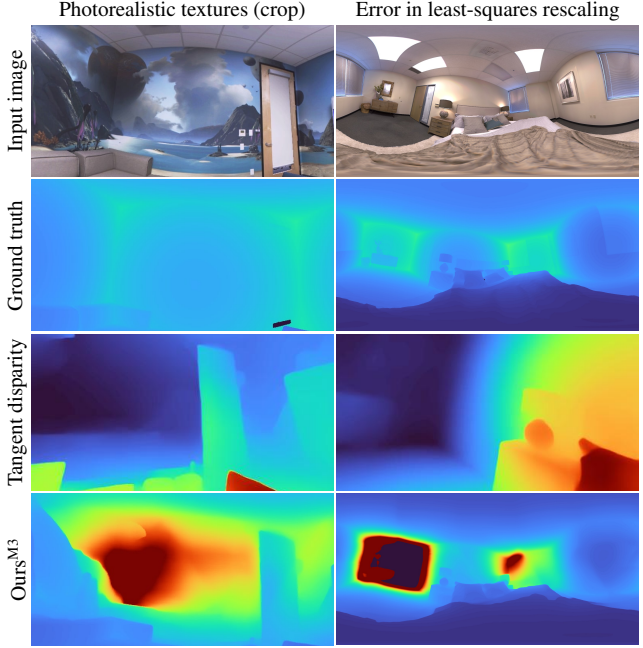 Photorealistic textures (crop) Error in least-squares rescaling
Input image
Ground truth
Tangent disparity
Ours^M3